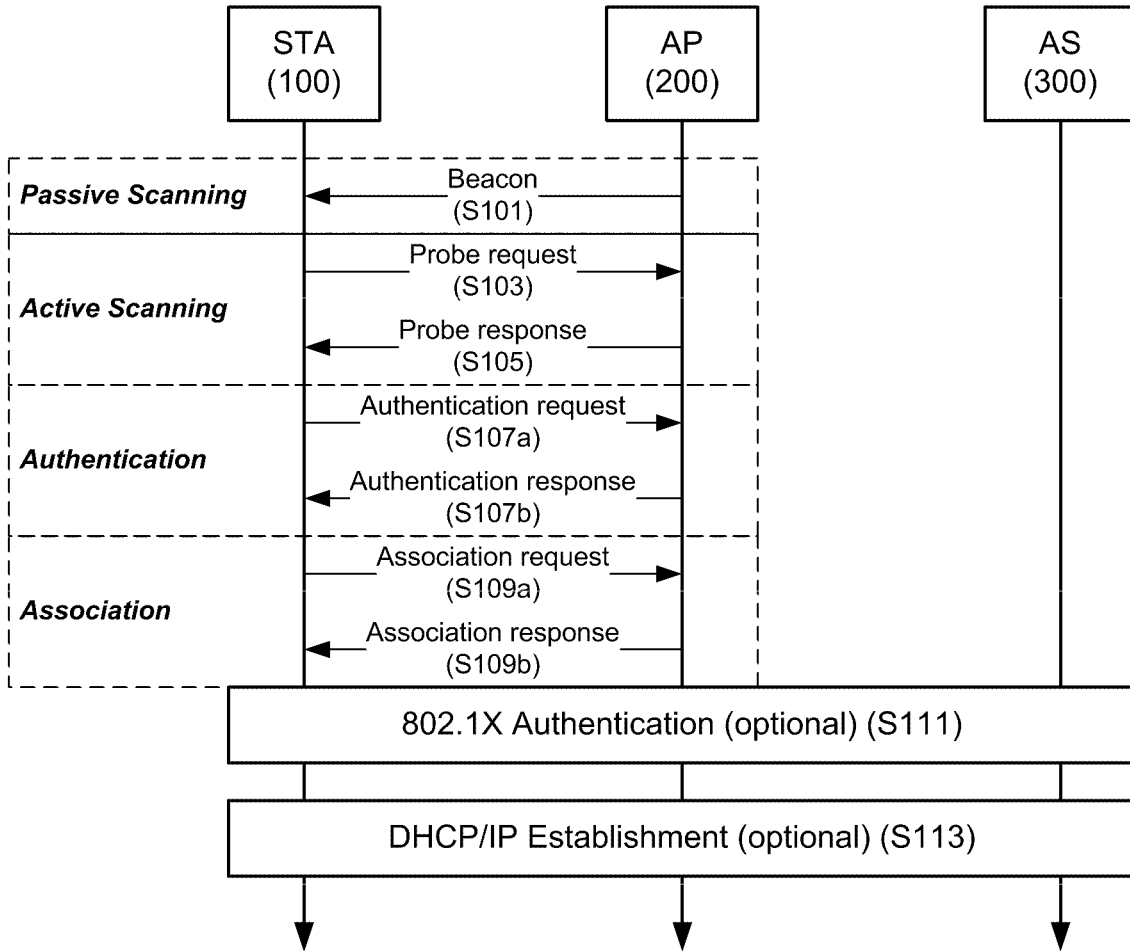 STA
(100)
AP
(200)
AS
(300)
Passive Scanning
Beacon
(S101)
Active Scanning
Probe request
(S103)
Probe response
(S105)
Authentication
Authentication request
(S107a)
Authentication response
(S107b)
Association
Association request
(S109a)
Association response
(S109b)
802.1X Authentication (optional) (S111)
DHCP/IP Establishment (optional) (S113)